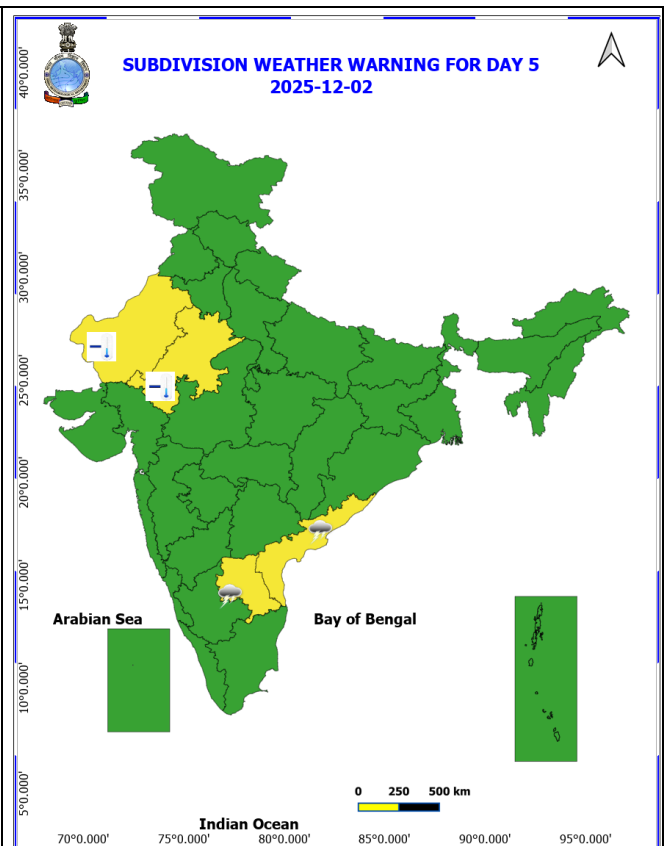 SUBDIVISION WEATHER WARNING FOR DAY 5
2025-12-02
40°0.000'
35°0.000'
30°0.000'
25°0.000'
20°0.000'
15°0.000'
10°0.000'
5°0.000'
Arabian Sea
Bay of Bengal
0 250 500 km
Indian Ocean
70°0.000' 75°0.000' 80°0.000' 85°0.000' 90°0.000' 95°0.000'